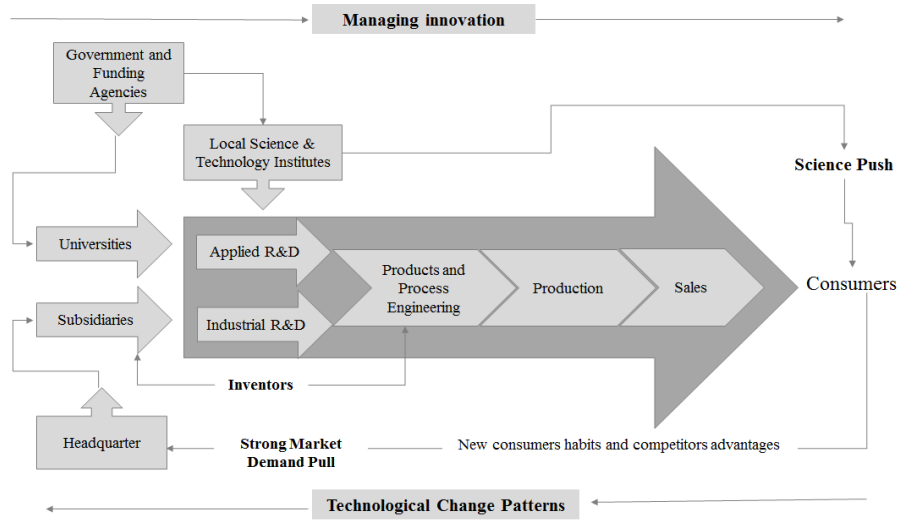 Managing innovation
Government and
Funding
Agencies
Local Science &
Technology Institutes
Science Push
Universities
Applied R&D
Products and
Process
Engineering
Production
Sales
Consumers
Subsidiaries
Industrial R&D
Inventors
Headquarter
Strong Market
Demand Pull
New consumers habits and competitors advantages
Technological Change Patterns